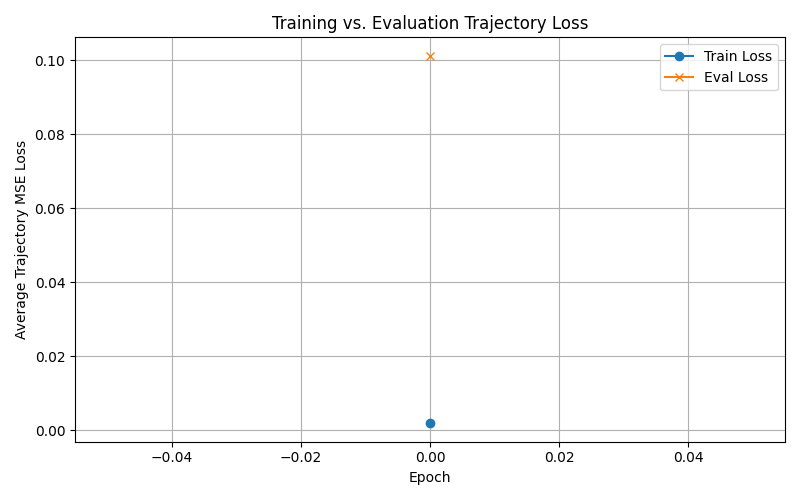 Training vs. Evaluation Trajectory Loss
Train Loss
Eval Loss
Average Trajectory MSE Loss
0.10
0.08
0.06
0.04
0.02
0.00
−0.04
−0.02
0.00
0.02
0.04
Epoch